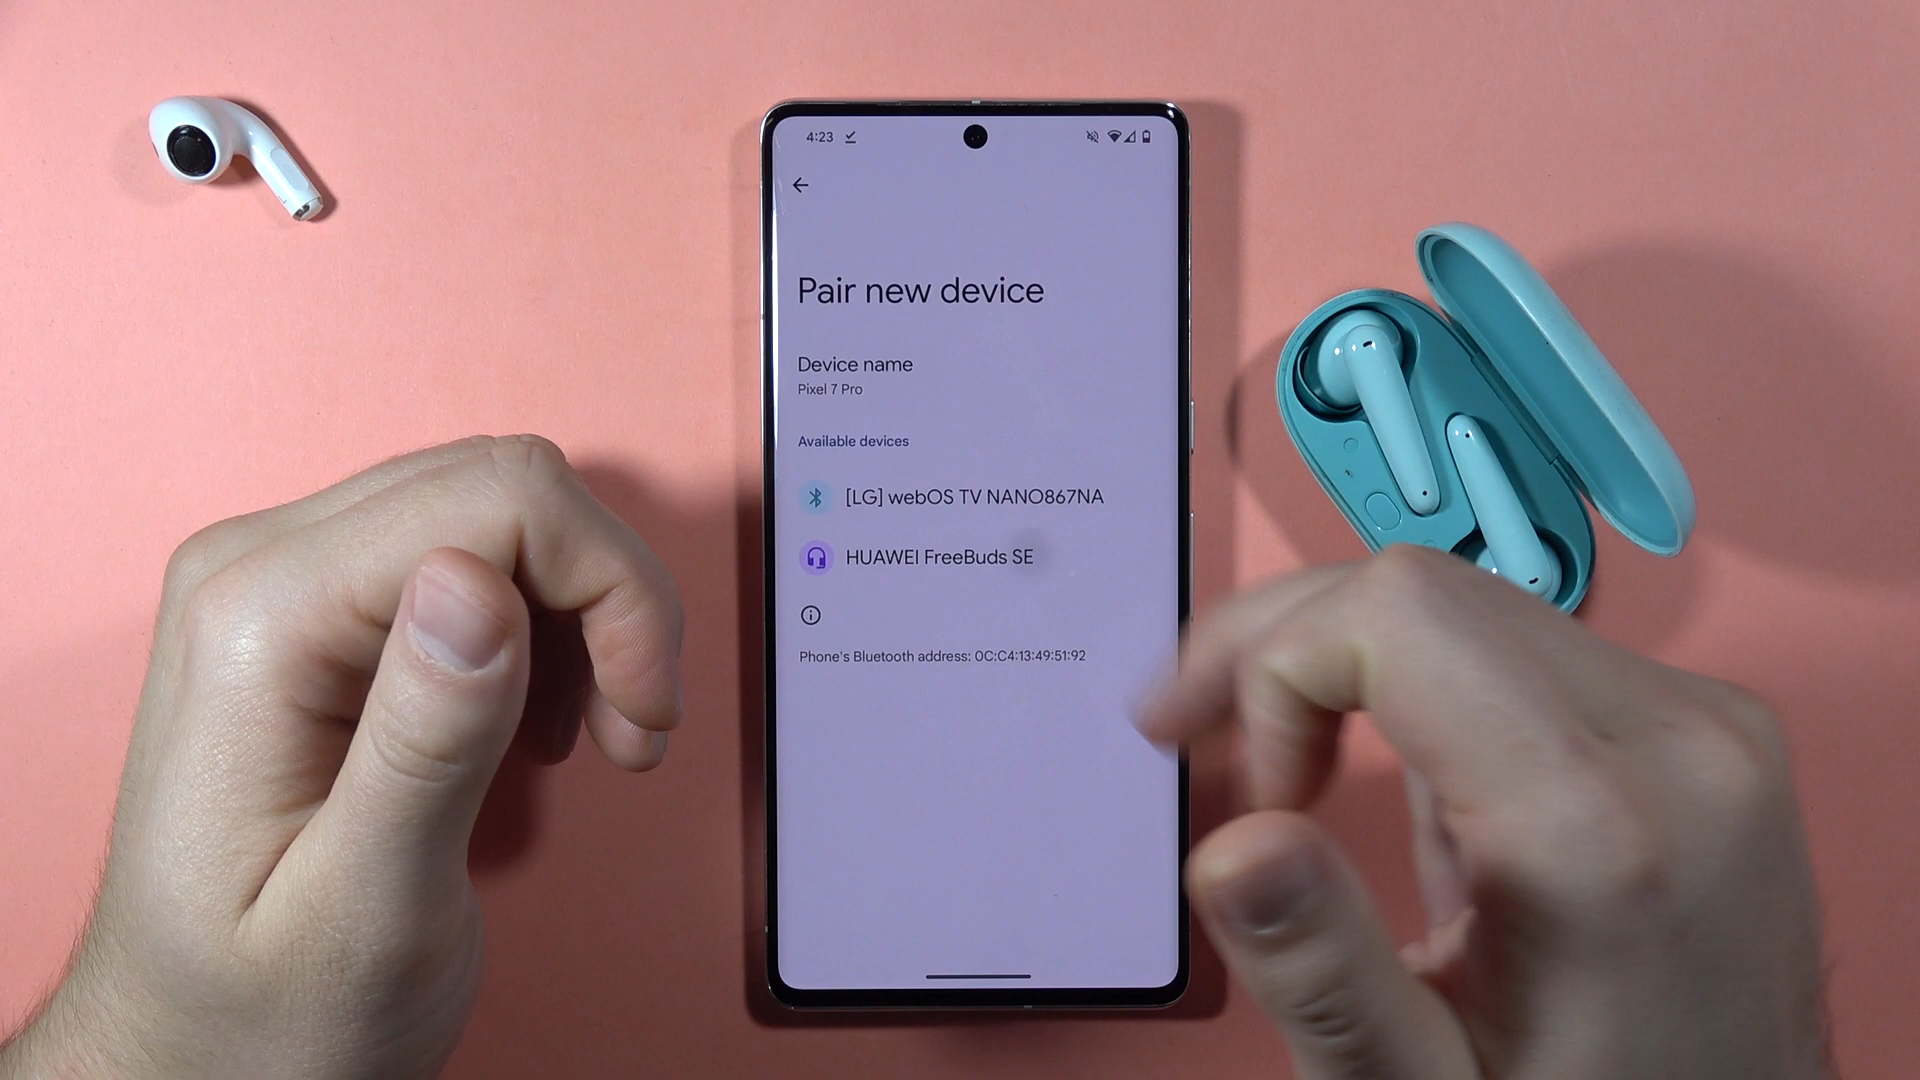 4:23
Pair new device
Device name
Pixel 7 Pro
Available devices
[LG] webOS TV NANO867NA
HUAWEI FreeBuds SE
Phone's Bluetooth address: 0C:C4:13:49:51:92